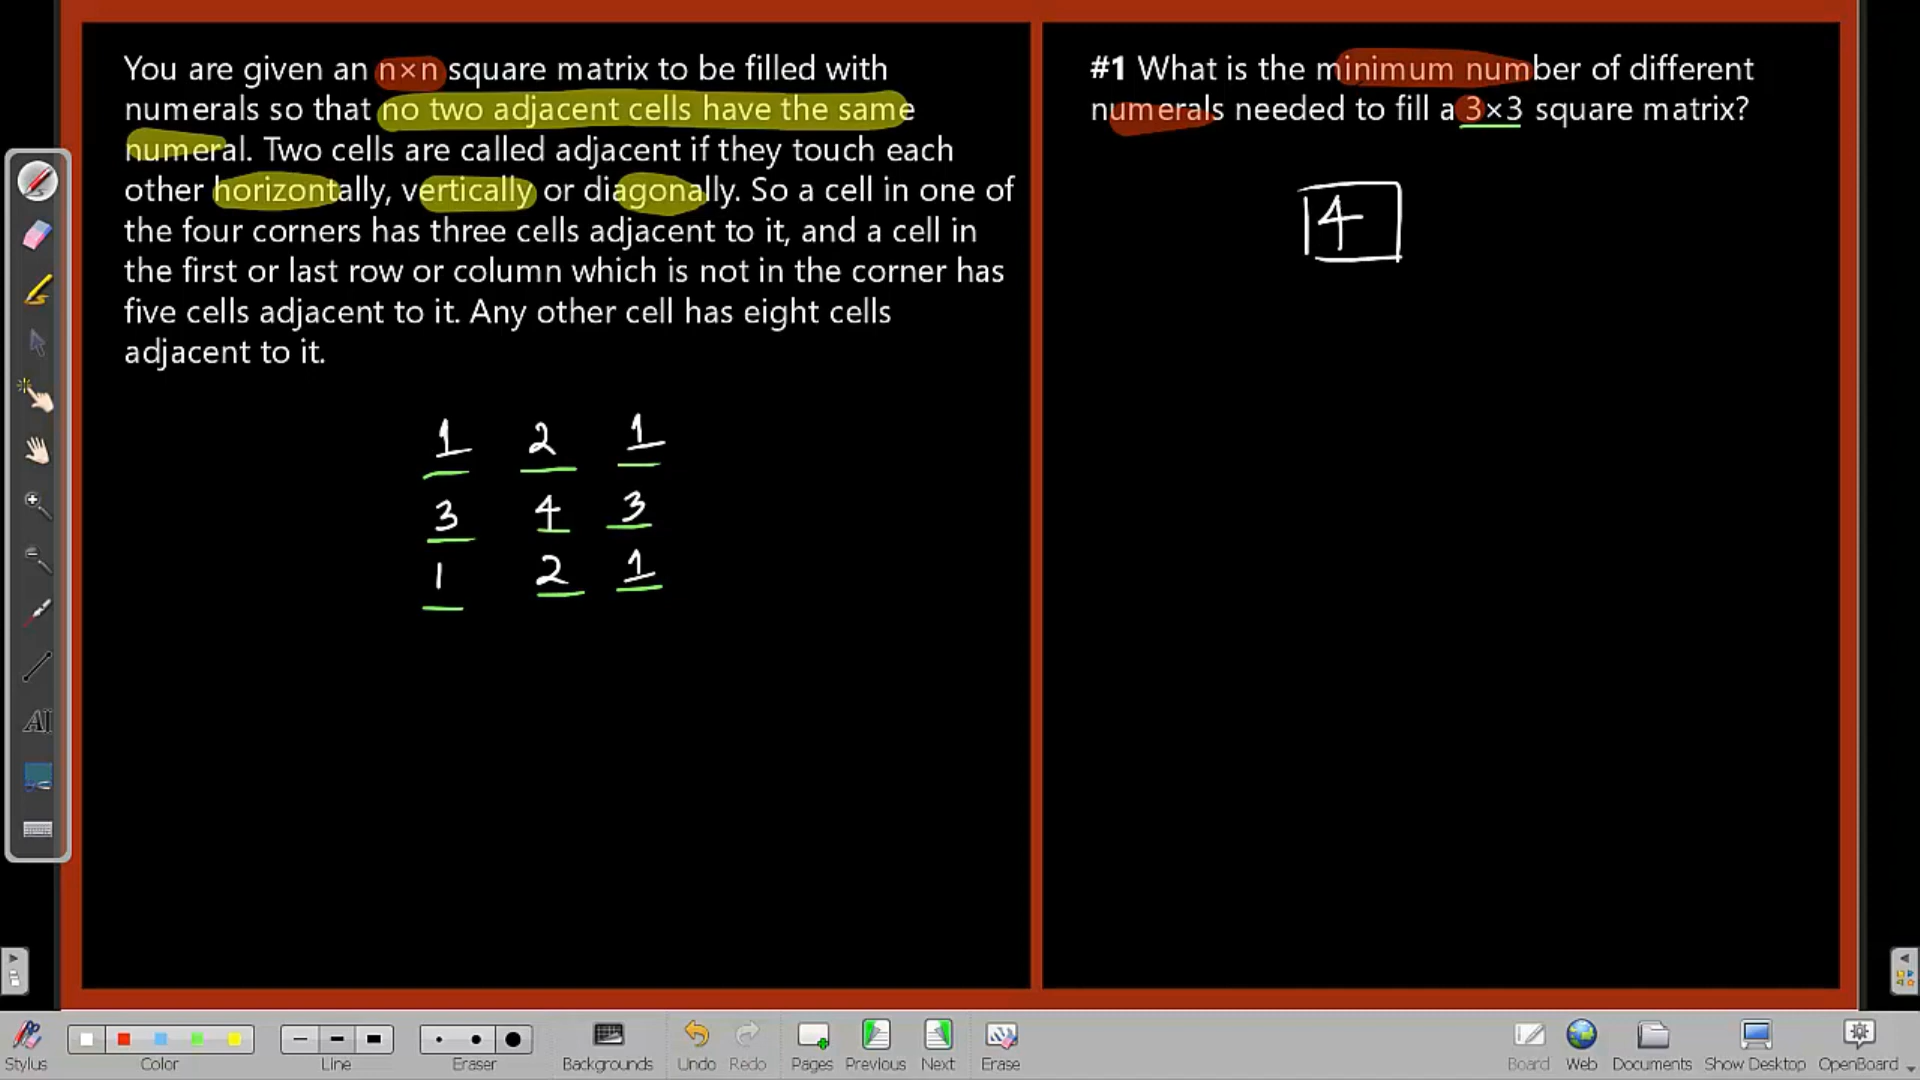 You are given an n×n square matrix to be filled with
numerals so that no two adjacent cells have the same
numeral. Two cells are called adjacent if they touch each
other horizontally, vertically or diagonally. So a cell in one of
the four corners has three cells adjacent to it, and a cell in
the first or last row or column which is not in the corner has
five cells adjacent to it. Any other cell has eight cells
adjacent to it.
1 2 1
3 4 3
1 2 1
#1 What is the minimum number of different
numerals needed to fill a 3×3 square matrix?
4
AI
Stylus
Color
Line
Eraser
Backgrounds
Undo
Redo
Pages
Previous
Next
Erase
Board
Web
Documents
Show Desktop
OpenBoard